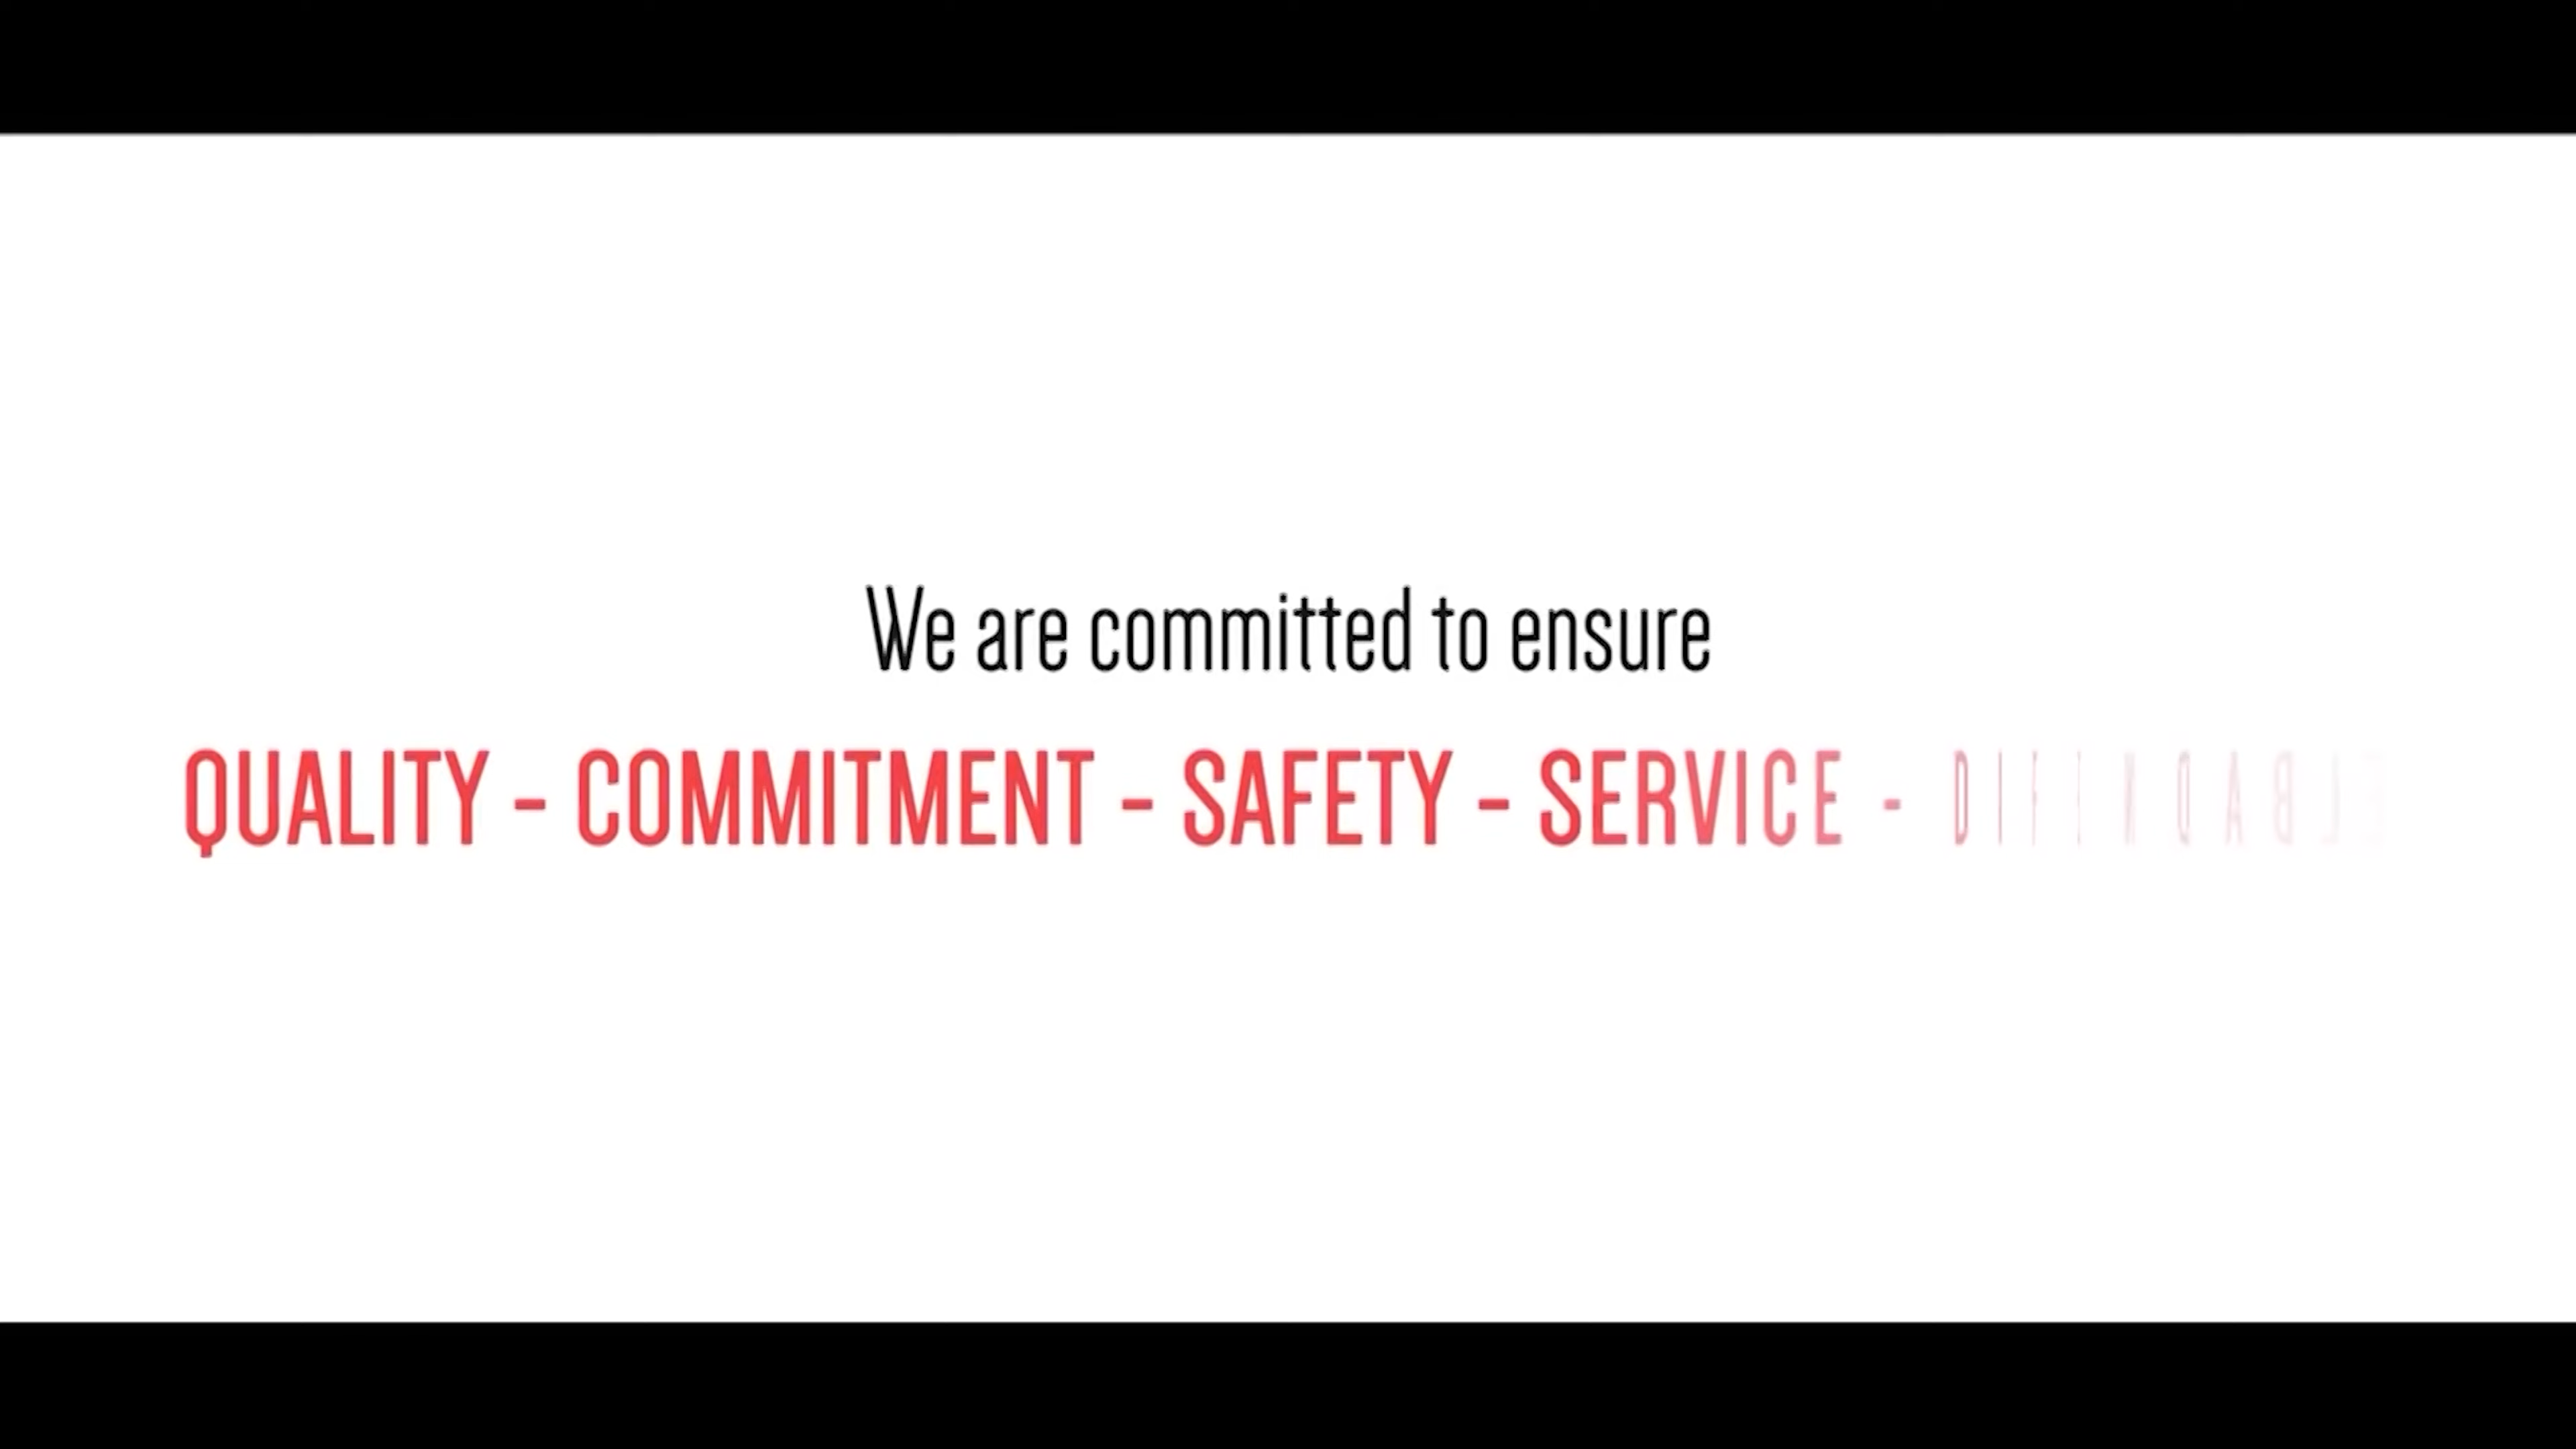 We are committed to ensure
QUALITY - COMMITMENT - SAFETY - SERVICE -